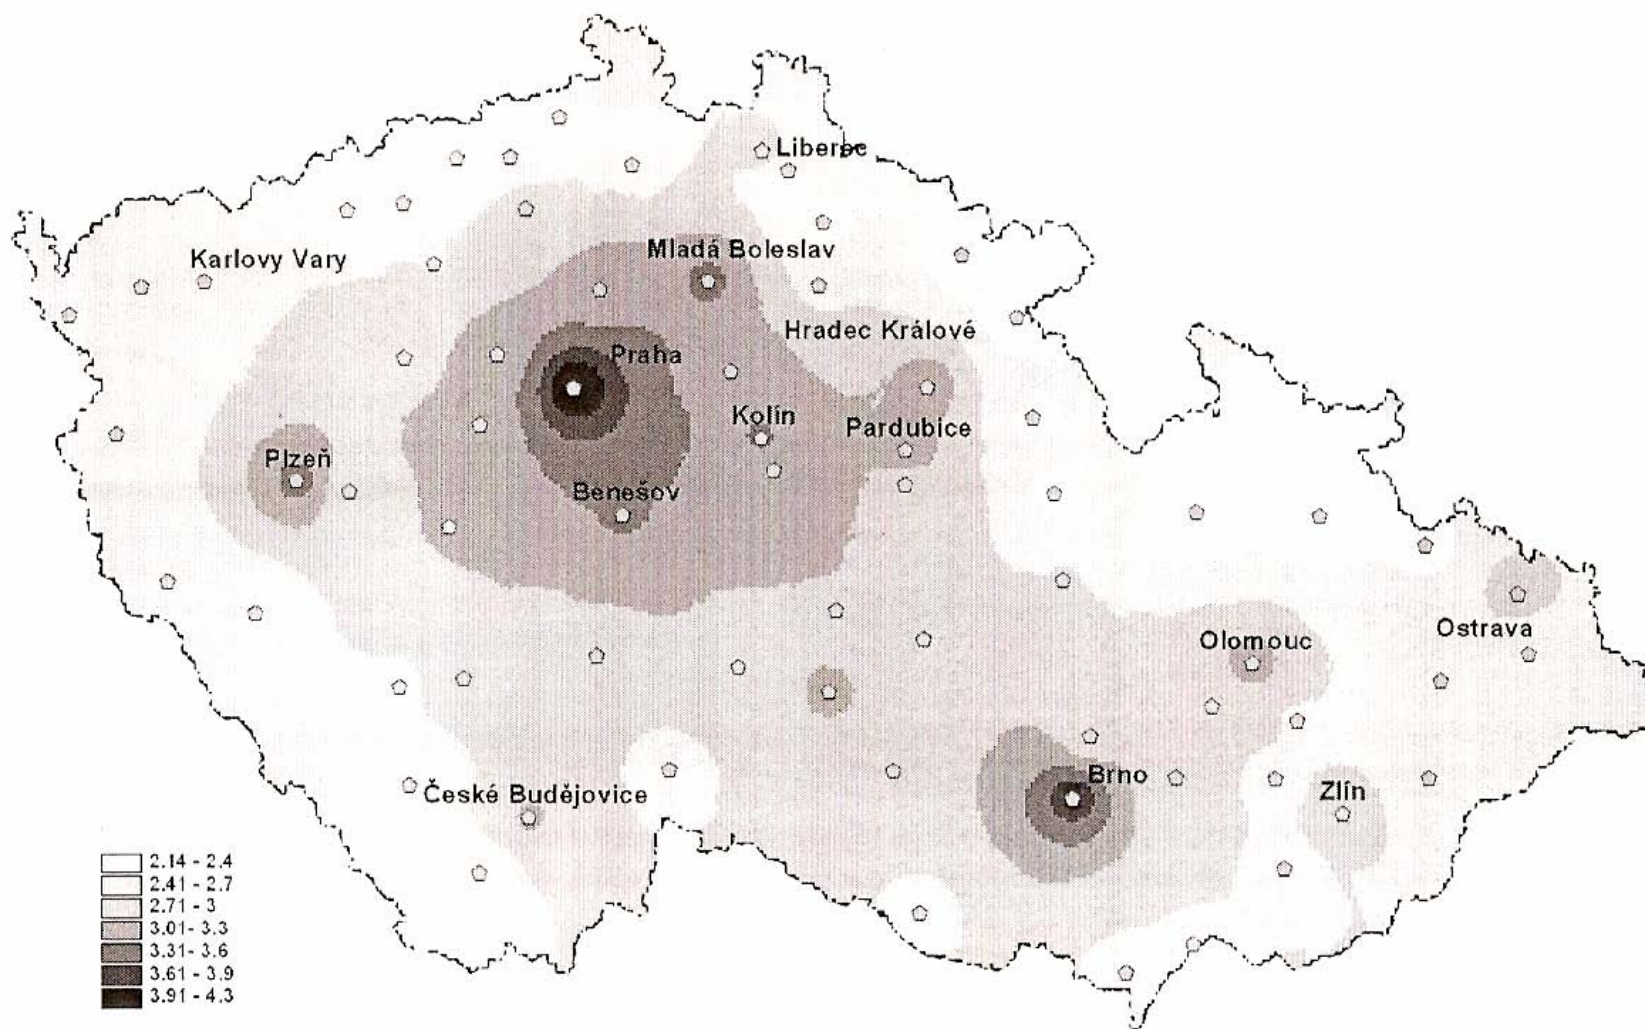 Liberec
Karlovy Vary
Mladá Boleslav
Hradec Králové
Praha
Kolín
Pardubice
Plzeň
Benešov
Olomouc
Ostrava
Brno
České Budějovice
Zlín
2.14 - 2.4
2.41 - 2.7
2.71 - 3
3.01- 3.3
3.31- 3.6
3.61 - 3.9
3.91 - 4.3